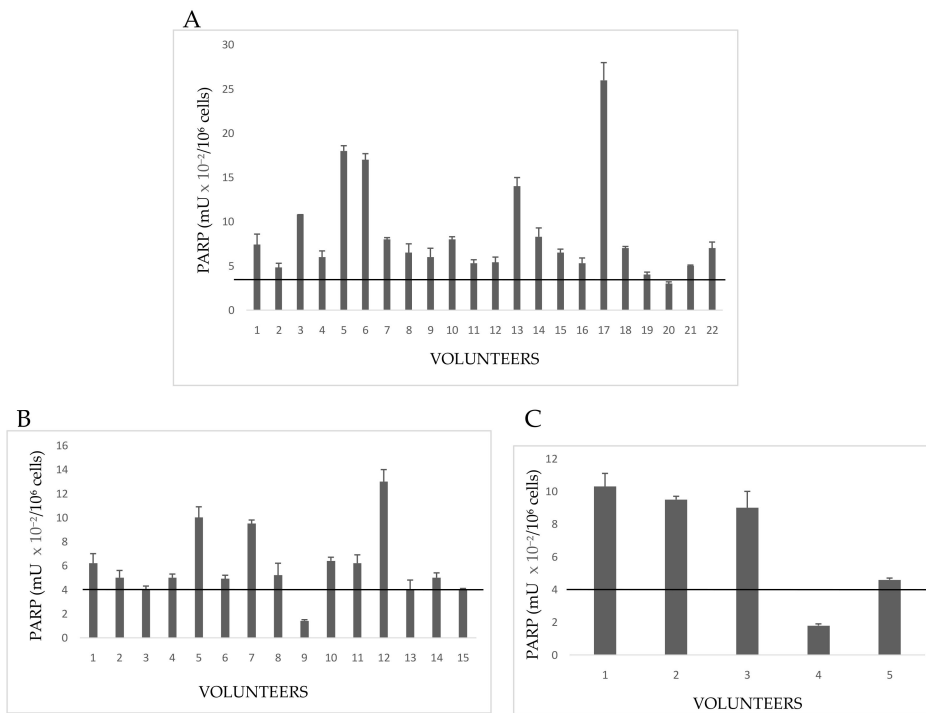 A
PARP (mU x 10⁻²/10⁶ cells)
30
25
20
15
10
5
0
1 2 3 4 5 6 7 8 9 10 11 12 13 14 15 16 17 18 19 20 21 22
VOLUNTEERS
B
PARP (mU x 10⁻²/10⁶ cells)
16
14
12
10
8
6
4
2
0
1 2 3 4 5 6 7 8 9 10 11 12 13 14 15
VOLUNTEERS
C
PARP (mU x 10⁻²/10⁶ cells)
12
10
8
6
4
2
0
1 2 3 4 5
VOLUNTEERS